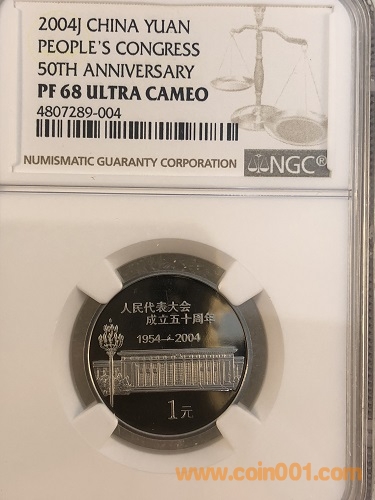 2004J CHINA YUAN
PEOPLE'S CONGRESS
50TH ANNIVERSARY
PF 68 ULTRA CAMEO
4807289-004
NUMISMATIC GUARANTY CORPORATION
NGC®
人民代表大会
成立五十周年
1954-2004
1元
www.coin001.com